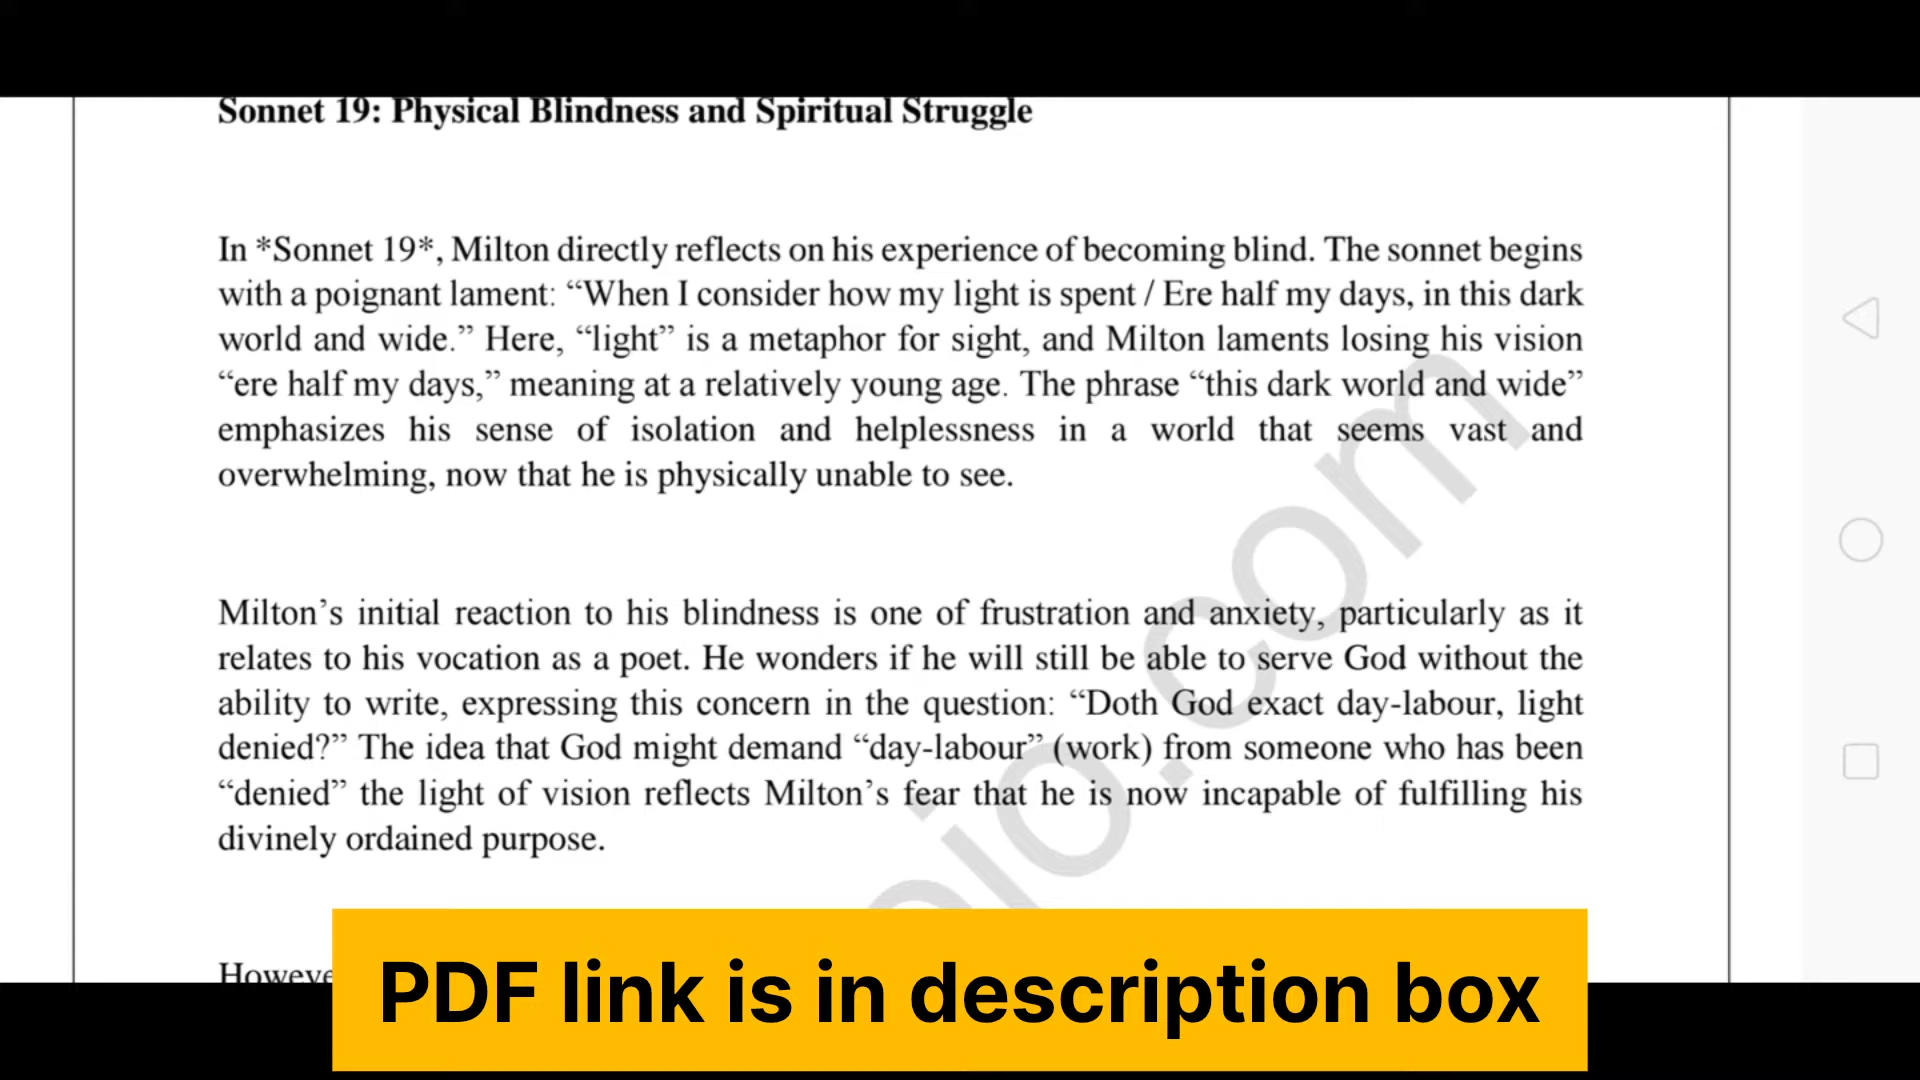 Sonnet 19: Physical Blindness and Spiritual Struggle
In *Sonnet 19*, Milton directly reflects on his experience of becoming blind. The sonnet begins
with a poignant lament: “When I consider how my light is spent / Ere half my days, in this dark
world and wide.” Here, “light” is a metaphor for sight, and Milton laments losing his vision
“ere half my days,” meaning at a relatively young age. The phrase “this dark world and wide”
emphasizes his sense of isolation and helplessness in a world that seems vast and
overwhelming, now that he is physically unable to see.
Milton’s initial reaction to his blindness is one of frustration and anxiety, particularly as it
relates to his vocation as a poet. He wonders if he will still be able to serve God without the
ability to write, expressing this concern in the question: “Doth God exact day-labour, light
denied?” The idea that God might demand “day-labour” (work) from someone who has been
“denied” the light of vision reflects Milton’s fear that he is now incapable of fulfilling his
divinely ordained purpose.
PDF link is in description box